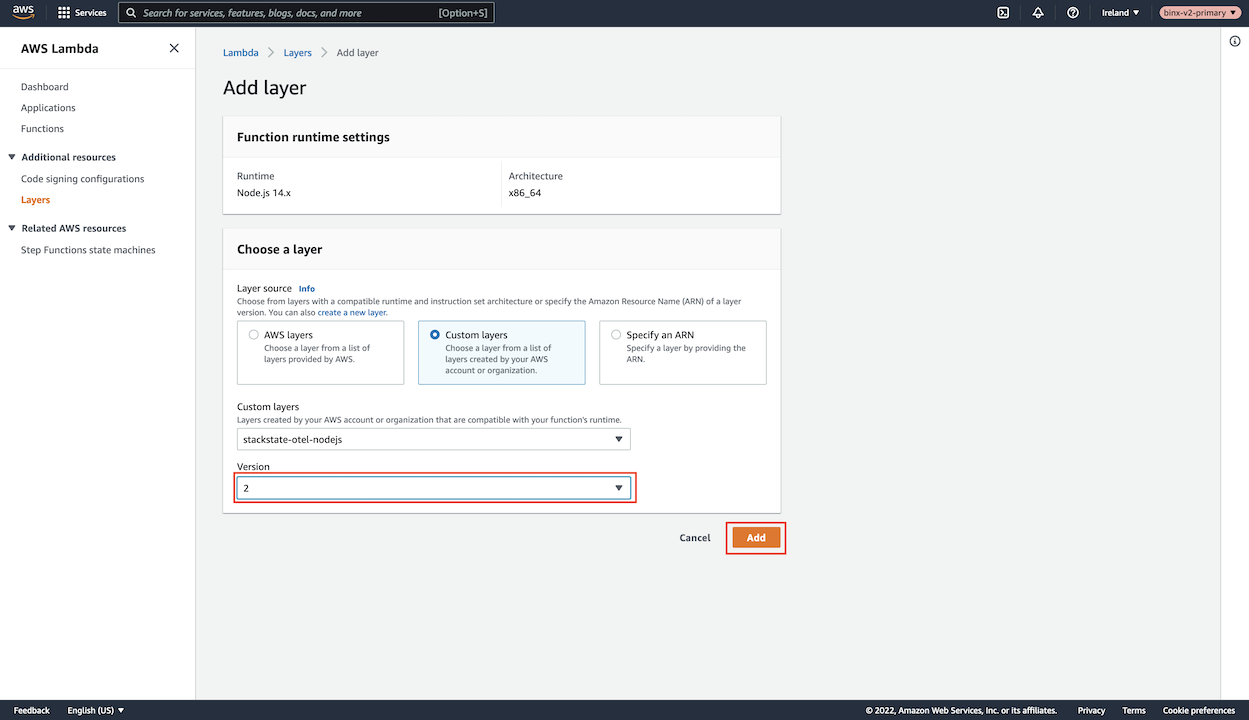 aws
Services
Search for services, features, blogs, docs, and more
[Option+S]
Ireland
binx-v2-primary
AWS Lambda
Dashboard
Applications
Functions
Additional resources
Code signing configurations
Layers
Related AWS resources
Step Functions state machines
Lambda
Layers
Add layer
Add layer
Function runtime settings
Runtime
Node.js 14.x
Architecture
x86_64
Choose a layer
Layer source Info
Choose from layers with a compatible runtime and instruction set architecture or specify the Amazon Resource Name (ARN) of a layer
version. You can also create a new layer.
AWS layers
Choose a layer from a list of
layers provided by AWS.
Custom layers
Choose a layer from a list of
layers created by your AWS
account or organization.
Specify an ARN
Specify a layer by providing the
ARN.
Custom layers
Layers created by your AWS account or organization that are compatible with your function's runtime.
stackstate-otel-nodejs
Version
2
Cancel
Add
Feedback
English (US)
© 2022, Amazon Web Services, Inc. or its affiliates.
Privacy
Terms
Cookie preferences